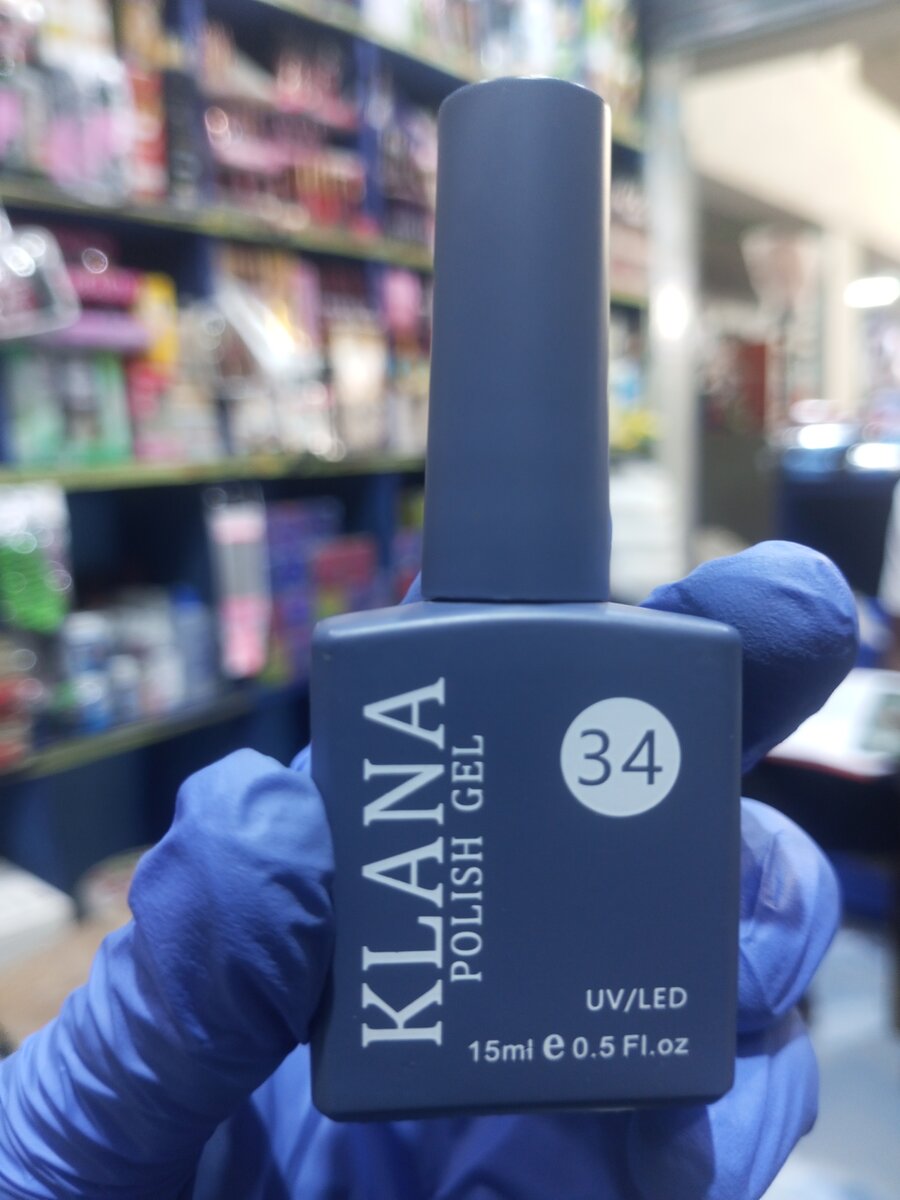 KLANA
POLISH GEL
34
UV/LED
15ml e 0.5 Fl.oz